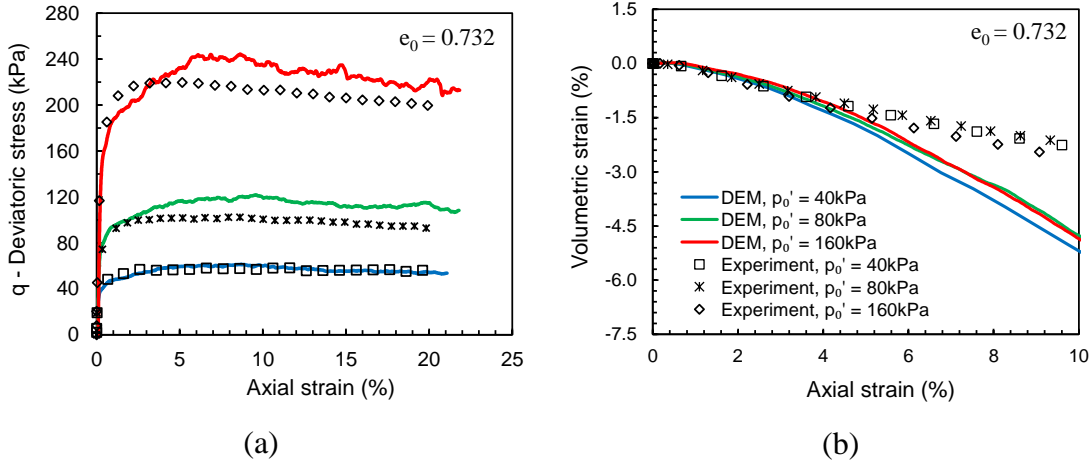 280
240
200
160
120
80
40
0
0
5
10
15
20
25
q - Deviatoric stress (kPa)
Axial strain (%)
e₀ = 0.732
(a)
1.5
0.0
-1.5
-3.0
-4.5
-6.0
-7.5
0
2
4
6
8
10
Volumetric strain (%)
Axial strain (%)
e₀ = 0.732
DEM, p₀' = 40kPa
DEM, p₀' = 80kPa
DEM, p₀' = 160kPa
Experiment, p₀' = 40kPa
Experiment, p₀' = 80kPa
Experiment, p₀' = 160kPa
(b)